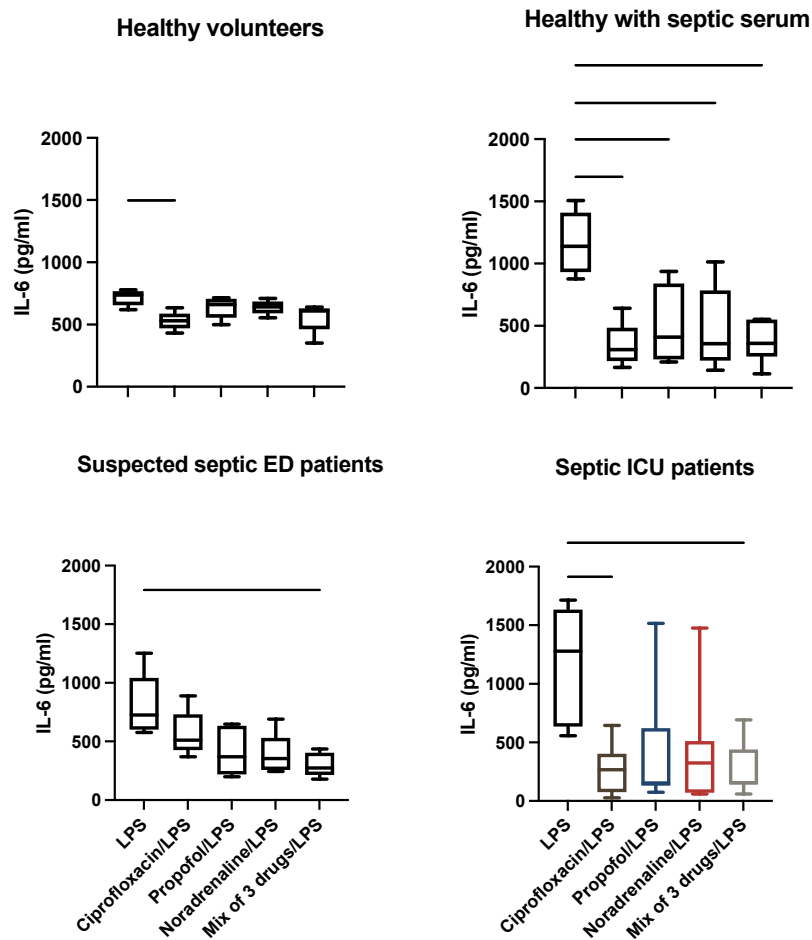 Healthy volunteers
IL-6 (pg/ml)
2000
1500
1000
500
0
Healthy with septic serum
IL-6 (pg/ml)
2000
1500
1000
500
0
Suspected septic ED patients
IL-6 (pg/ml)
2000
1500
1000
500
0
LPS
Ciprofloxacin/LPS
Propofol/LPS
Noradrenaline/LPS
Mix of 3 drugs/LPS
Septic ICU patients
IL-6 (pg/ml)
2000
1500
1000
500
0
LPS
Ciprofloxacin/LPS
Propofol/LPS
Noradrenaline/LPS
Mix of 3 drugs/LPS